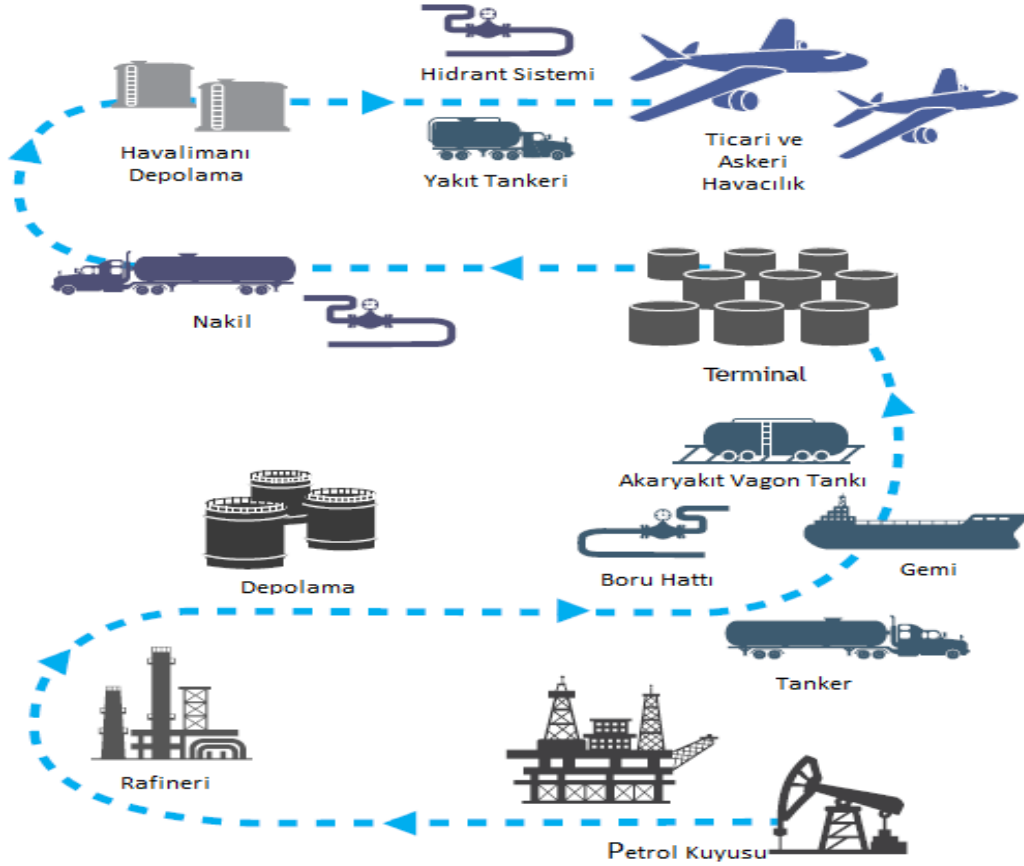 Hidrant Sistemi
Havalimanı
Depolama
Yakıt Tankeri
Ticari ve
Askeri
Havacılık
Nakil
Terminal
Akaryakıt Vagon Tankı
Depolama
Boru Hattı
Gemi
Tanker
Rafineri
Petrol Kuyusu